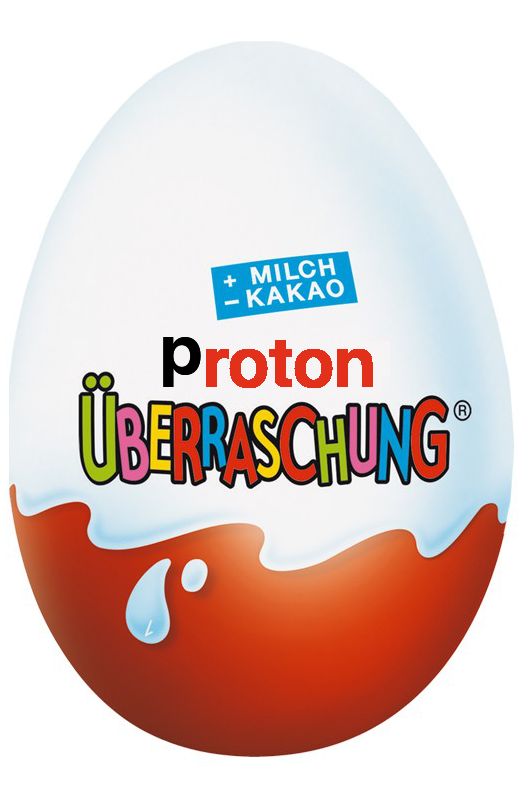 + MILCH
– KAKAO
proton
ÜBERRASCHUNG®